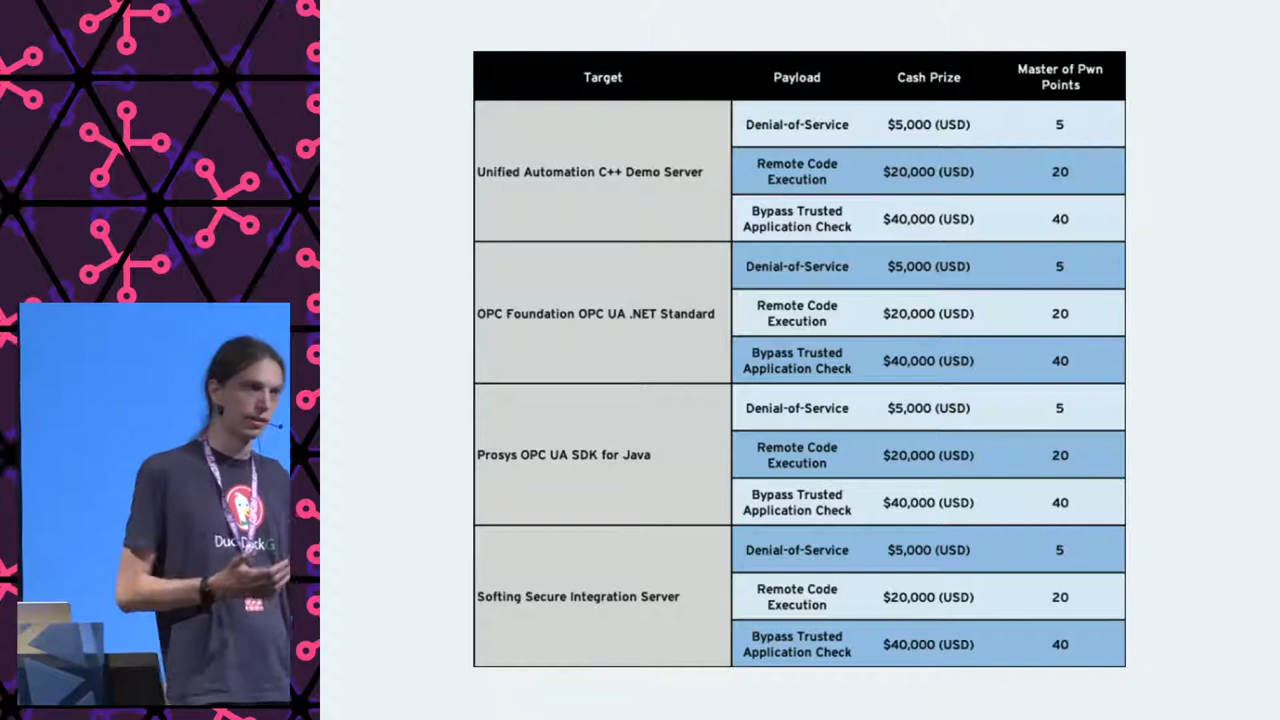 Target Payload Cash Prize Master of Pwn
Points
Unified Automation C++ Demo Server
Denial-of-Service $5,000 (USD) 5
Remote Code
Execution $20,000 (USD) 20
Bypass Trusted
Application Check $40,000 (USD) 40
OPC Foundation OPC UA .NET Standard
Denial-of-Service $5,000 (USD) 5
Remote Code
Execution $20,000 (USD) 20
Bypass Trusted
Application Check $40,000 (USD) 40
Prosys OPC UA SDK for Java
Denial-of-Service $5,000 (USD) 5
Remote Code
Execution $20,000 (USD) 20
Bypass Trusted
Application Check $40,000 (USD) 40
Softing Secure Integration Server
Denial-of-Service $5,000 (USD) 5
Remote Code
Execution $20,000 (USD) 20
Bypass Trusted
Application Check $40,000 (USD) 40